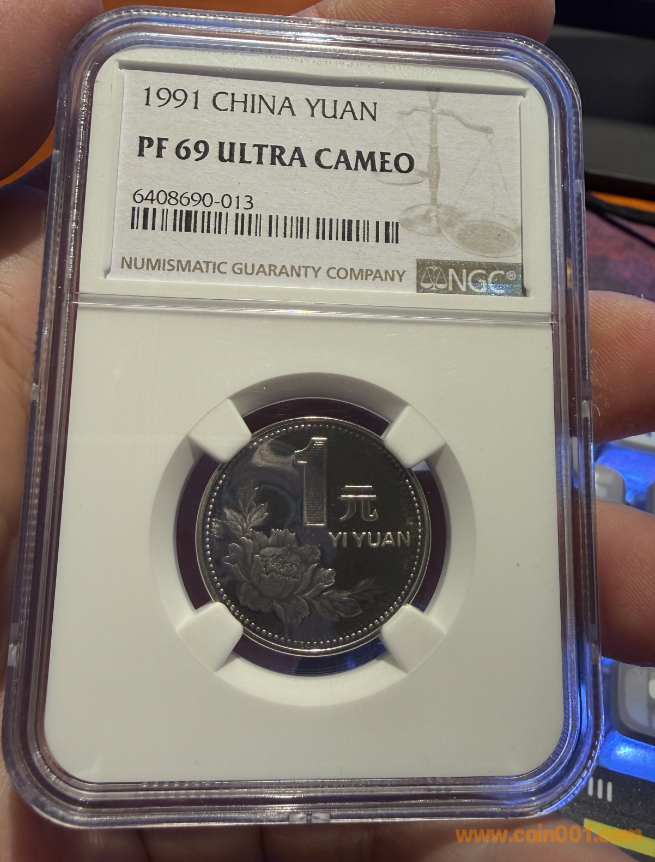 1991 CHINA YUAN
PF 69 ULTRA CAMEO
6408690-013
NUMISMATIC GUARANTY COMPANY NGC®
1元
YI YUAN
www.coin001.com